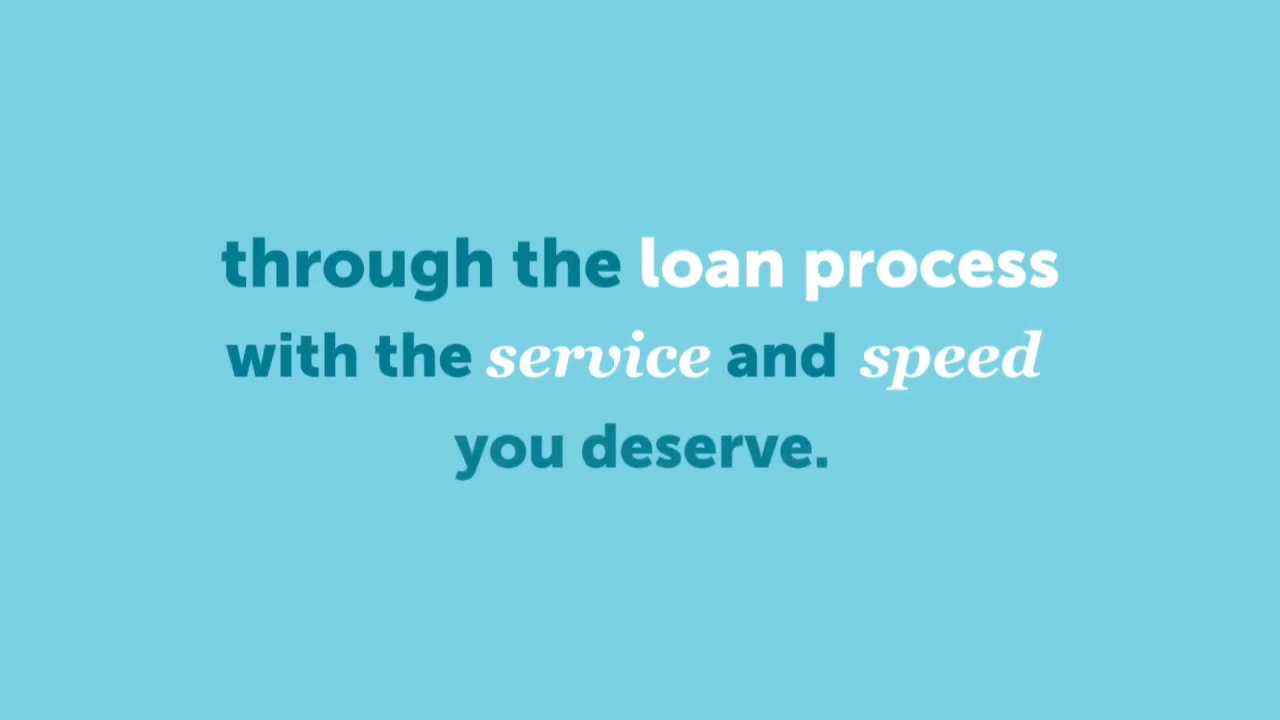 through the loan process
with the service and speed
you deserve.